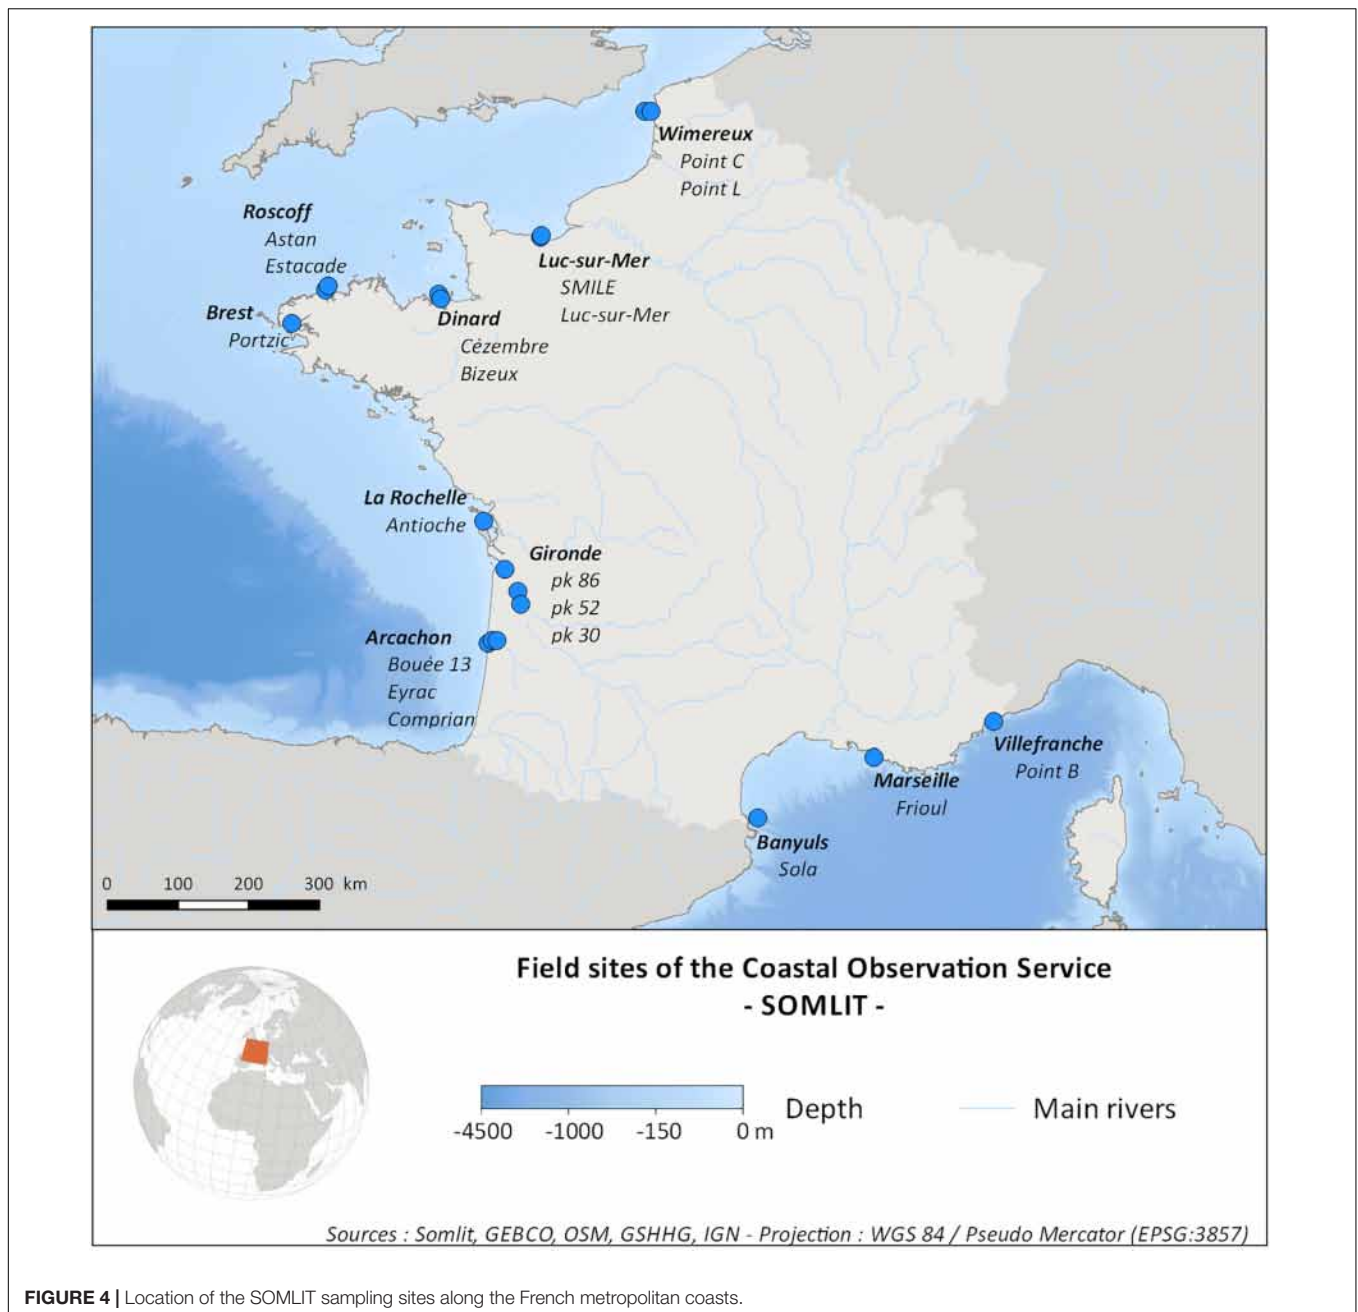 Wimereux
Point C
Point L
Roscoff
Astan
Estacade
Luc-sur-Mer
SMILE
Luc-sur-Mer
Brest
Portzic
Dinard
Cézembre
Bizeux
La Rochelle
Antioche
Gironde
pk 86
pk 52
pk 30
Arcachon
Bouée 13
Eyrac
Comprian
Villefranche
Point B
Marseille
Frioul
Banyuls
Sola
0 100 200 300 km
Field sites of the Coastal Observation Service
- SOMLIT -
-4500 -1000 -150 0 m
Depth
Main rivers
Sources : Somlit, GEBCO, OSM, GSHHG, IGN - Projection : WGS 84 / Pseudo Mercator (EPSG:3857)
FIGURE 4 | Location of the SOMLIT sampling sites along the French metropolitan coasts.